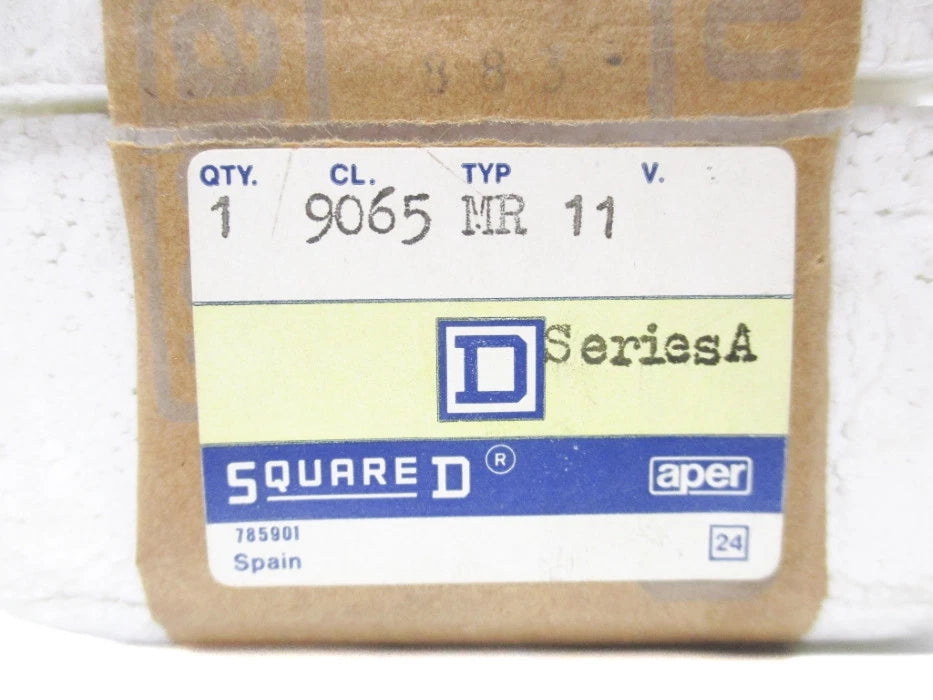 QTY. CL. TYP V.
1 9065 MR 11
D SeriesA
SQUARE D ® aper
785901
24
Spain